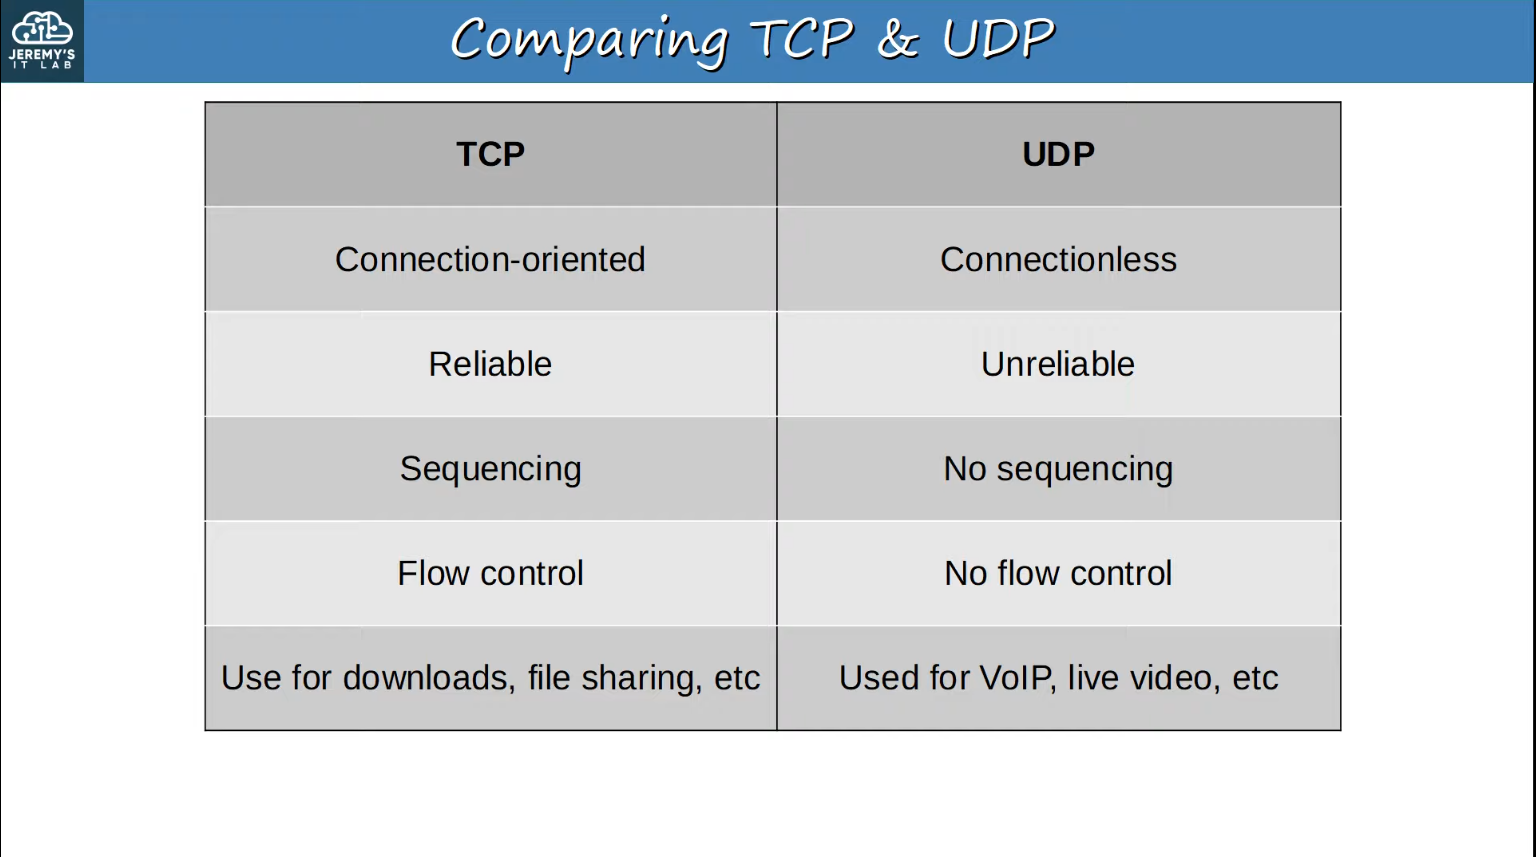 JEREMY'S
IT LAB
Comparing TCP & UDP
TCP
UDP
Connection-oriented
Connectionless
Reliable
Unreliable
Sequencing
No sequencing
Flow control
No flow control
Use for downloads, file sharing, etc
Used for VoIP, live video, etc